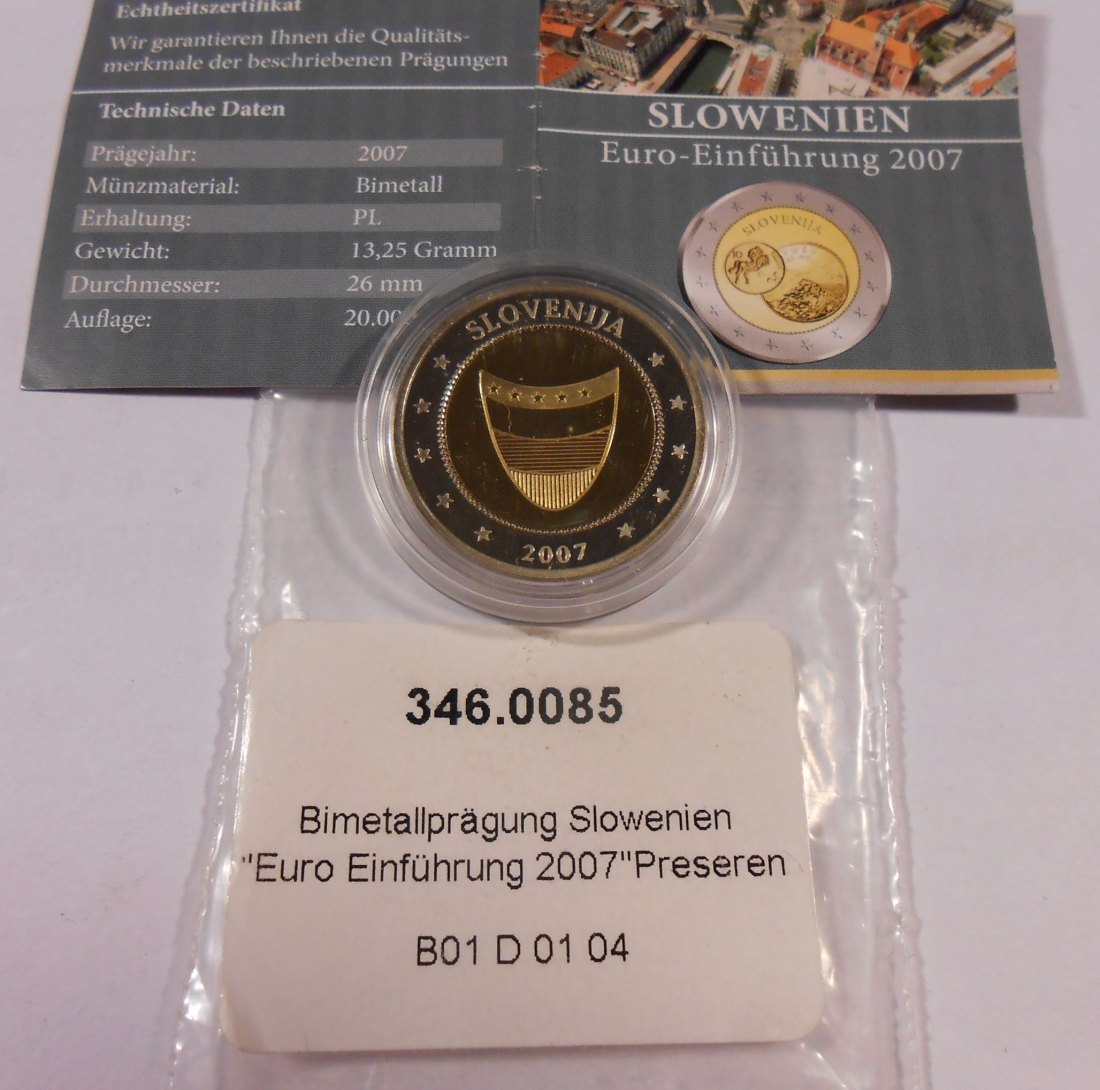 Echtheitszertifikat
Wir garantieren Ihnen die Qualitäts-
merkmale der beschriebenen Prägungen
Technische Daten
Prägejahr: 2007
Münzmaterial: Bimetall
Erhaltung: PL
Gewicht: 13,25 Gramm
Durchmesser: 26 mm
Auflage: 20.00
SLOWENIEN
Euro-Einführung 2007
SLOVENIJA
SLOVENIJA
2007
346.0085
Bimetallprägung Slowenien
"Euro Einführung 2007"Preseren
B01 D 01 04